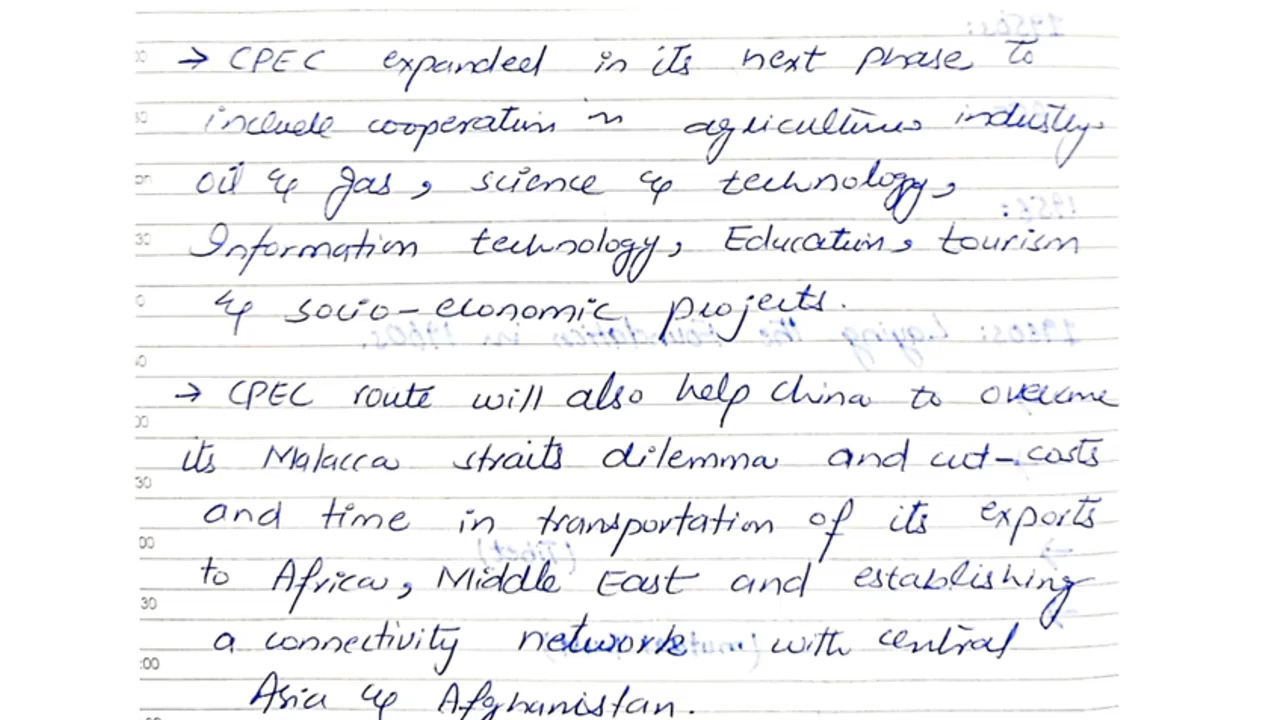 → CPEC expanded in its next phase to
include cooperation in agriculture, industry,
oil & gas, science & technology,
Information technology, Education, tourism
& socio-economic projects.
→ CPEC route will also help China to overcome
its Malacca straits dilemma and cut-costs
and time in transportation of its exports
to Africa, Middle East and establishing
a connectivity network with central
Asia & Afghanistan.